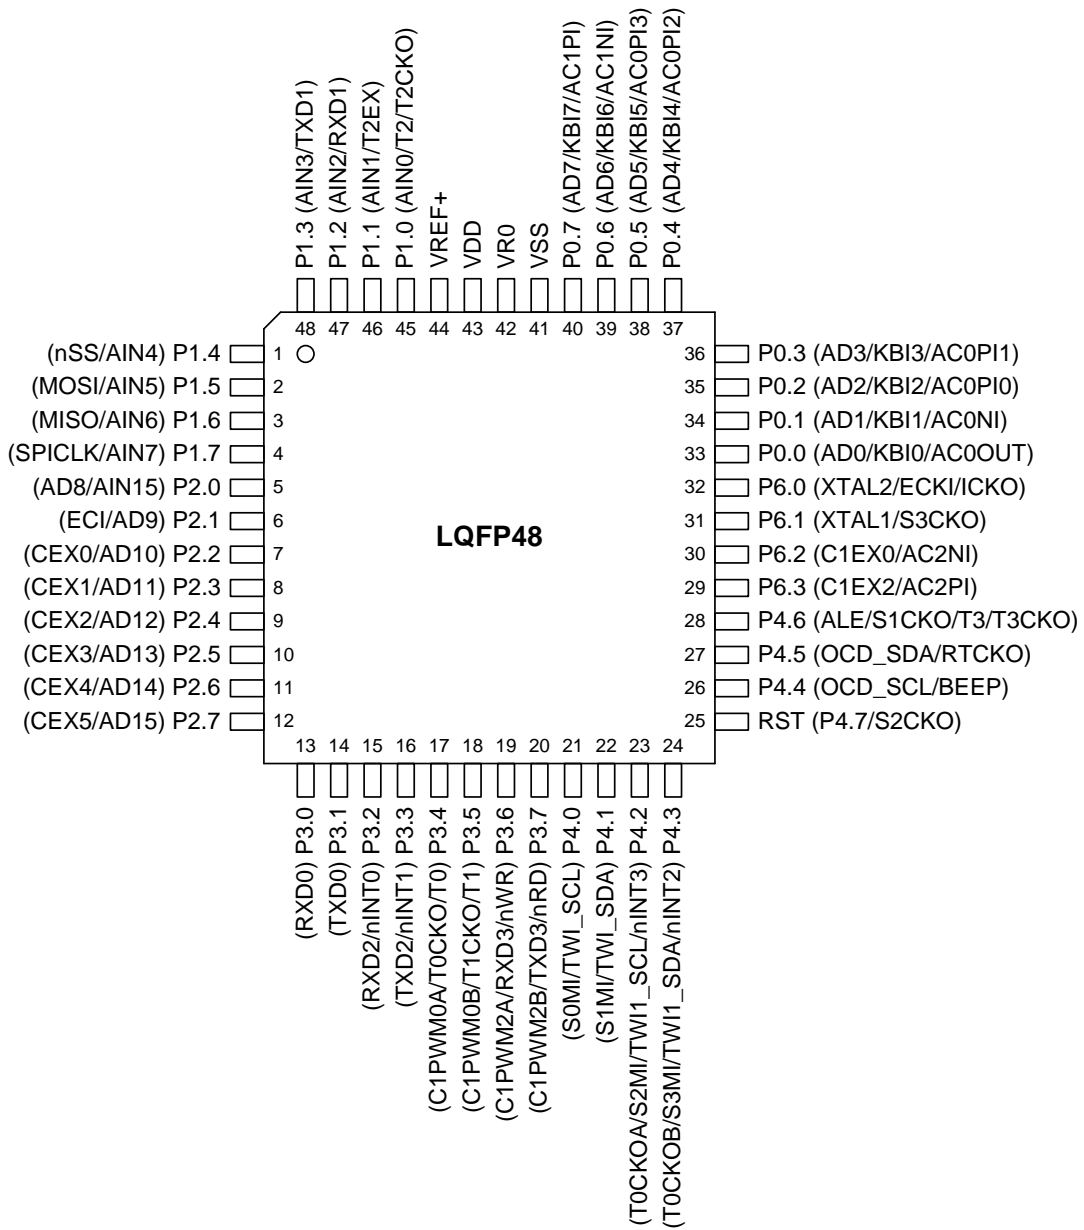 P1.3 (AIN3/TXD1)
P1.2 (AIN2/RXD1)
P1.1 (AIN1/T2EX)
P1.0 (AIN0/T2/T2CKO)
VREF+
VDD
VR0
VSS
P0.7 (AD7/KBI7/AC1PI)
P0.6 (AD6/KBI6/AC1NI)
P0.5 (AD5/KBI5/AC0PI3)
P0.4 (AD4/KBI4/AC0PI2)
48 47 46 45 44 43 42 41 40 39 38 37
(nSS/AIN4) P1.4 1
(MOSI/AIN5) P1.5 2
(MISO/AIN6) P1.6 3
(SPICLK/AIN7) P1.7 4
(AD8/AIN15) P2.0 5
(ECI/AD9) P2.1 6
(CEX0/AD10) P2.2 7
(CEX1/AD11) P2.3 8
(CEX2/AD12) P2.4 9
(CEX3/AD13) P2.5 10
(CEX4/AD14) P2.6 11
(CEX5/AD15) P2.7 12
LQFP48
36 P0.3 (AD3/KBI3/AC0PI1)
35 P0.2 (AD2/KBI2/AC0PI0)
34 P0.1 (AD1/KBI1/AC0NI)
33 P0.0 (AD0/KBI0/AC0OUT)
32 P6.0 (XTAL2/ECKI/ICKO)
31 P6.1 (XTAL1/S3CKO)
30 P6.2 (C1EX0/AC2NI)
29 P6.3 (C1EX2/AC2PI)
28 P4.6 (ALE/S1CKO/T3/T3CKO)
27 P4.5 (OCD_SDA/RTCKO)
26 P4.4 (OCD_SCL/BEEP)
25 RST (P4.7/S2CKO)
13 14 15 16 17 18 19 20 21 22 23 24
(RXD0) P3.0
(TXD0) P3.1
(RXD2/nINT0) P3.2
(TXD2/nINT1) P3.3
(C1PWM0A/T0CKO/T0) P3.4
(C1PWM0B/T1CKO/T1) P3.5
(C1PWM2A/RXD3/nWR) P3.6
(C1PWM2B/TXD3/nRD) P3.7
(S0MI/TWI_SCL) P4.0
(S1MI/TWI_SDA) P4.1
(T0CKOA/S2MI/TWI1_SCL/nINT3) P4.2
(T0CKOB/S3MI/TWI1_SDA/nINT2) P4.3